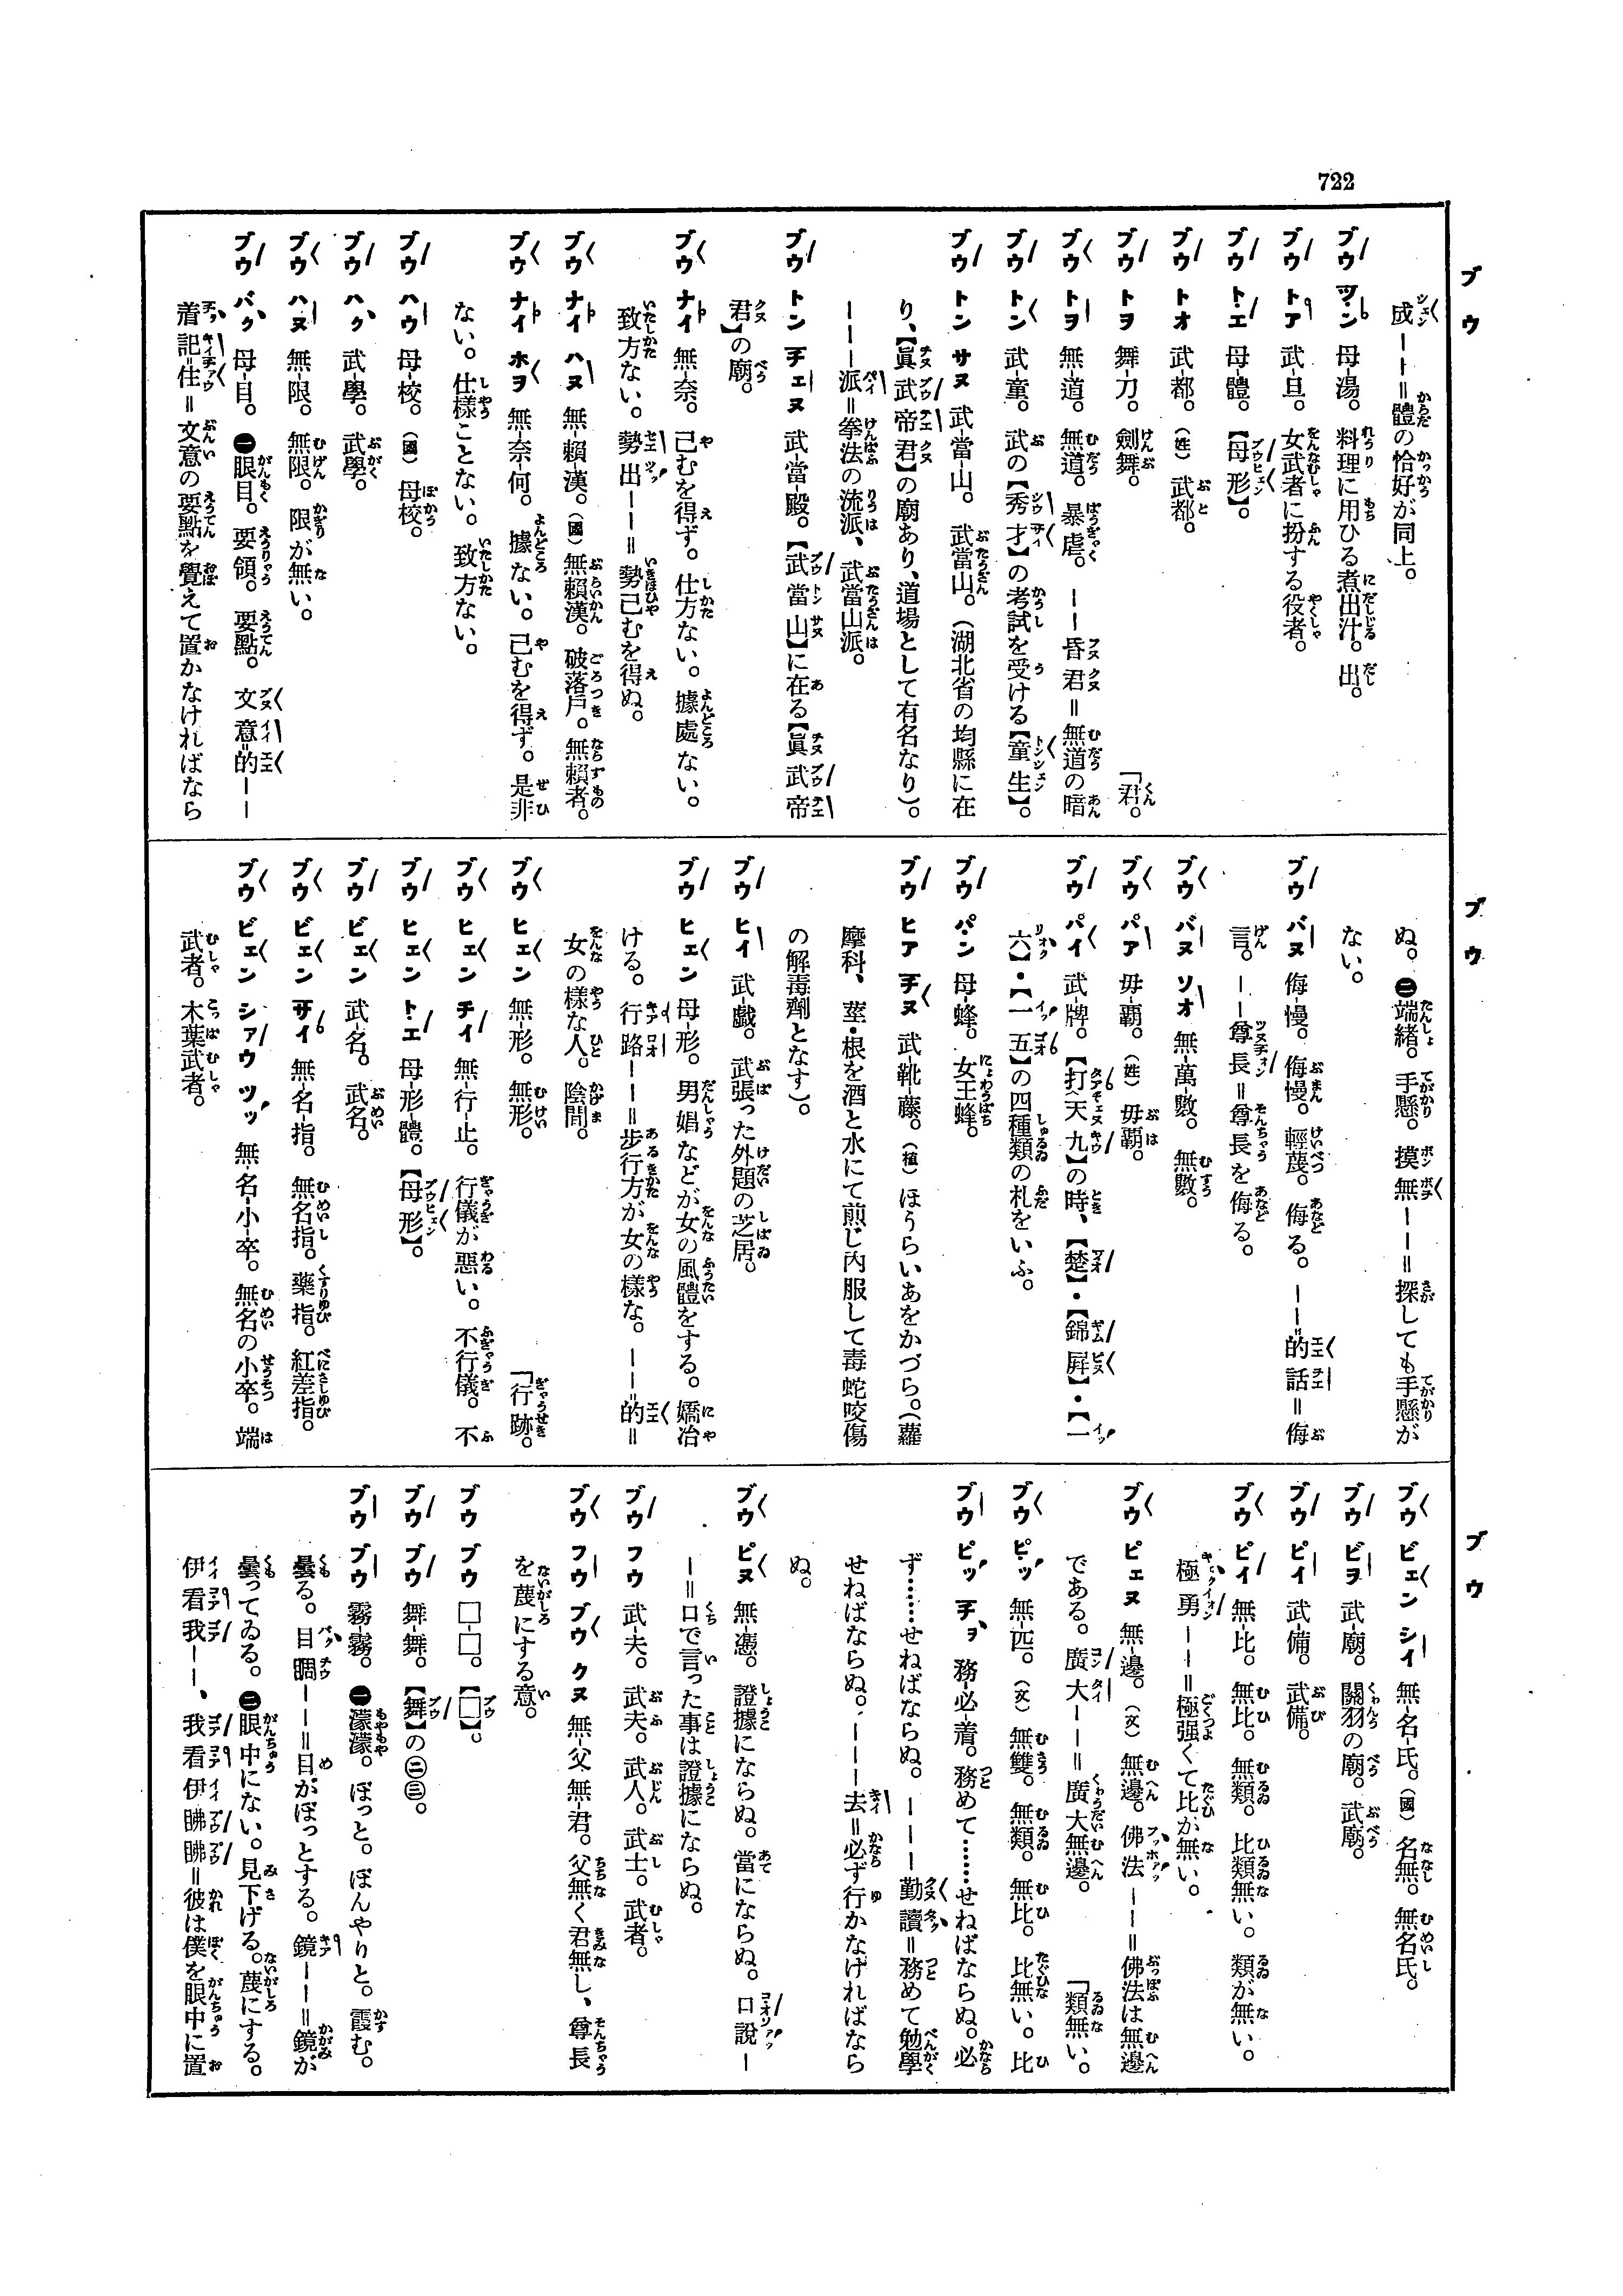 722
ブウ
成ーー=體の恰好が同上。
ブウ ツン 母-湯。料理に用ひる煮出汁。出。
ブウ トア 武-旦。女武者に扮する役者。
ブウ トエ 母-體。【母形】。
ブウ トオ 武-都。(姓)武都。
ブウ トヲ 舞-刀。劍舞。
ブウ トヲ 無-道。無道。暴虐。ーー昏君=無道の暗「君。
ブウ トン 武-童。武の【秀才】の考試を受ける【童生】。
ブウ トン サヌ 武-當-山。武當山。(湖北省の均縣に在
り、【眞武帝君】の廟あり、道場として有名なり)。
ーーー派=拳法の流派、武當山派。
ブウ トン チエヌ 武-當-殿。【武當山】に在る【眞武帝
君】の廟。
ブウ ナイ 無-奈。己むを得ず。仕方ない。據處ない。
致方ない。勢出ーー=勢己むを得ぬ。
ブウ ナイ ハヌ 無-賴-漢。(國)無賴漢。破落戸。無賴者。
ブウ ナイ ホヲ 無-奈-何。據ない。己むを得ず。是非
ない。仕樣ことない。致方ない。
ブウ ハウ 母-校。(國)母校。
ブウ ハク 武-學。武學。
ブウ ハヌ 無-限。無限。限が無い。
ブウ バク 母-目。㊀眼目。要領。要點。文意=的ーー
着記=住=文意の要點を覺えて置かなければなら
ブウ
ぬ。㊁端緒。手懸。摸無ーー=探しても手懸が
ない。
ブウ バヌ 侮-慢。侮慢。輕蔑。侮る。ーー=的話=侮
言。ーー尊長=尊長を侮る。
ブウ バヌ ソオ 無-萬-數。無數。
ブウ パア 毋-覇。(姓)毋覇。
ブウ パイ 武-牌。【打天九】の時、【楚】・【錦屛】・【一
六】・【一五】の四種類の札をいふ。
ブウ パン 母-蜂。女王蜂。
ブウ ヒア チヌ 武-靴-藤。(植)ほうらいあをかづら。(蘿
摩科、莖・根を酒と水にて煎じ內服して毒蛇咬傷
の解毒劑となす)。
ブウ ヒイ 武-戯。武張った外題の芝居。
ブウ ヒエン 母-形。男娼などが女の風體をする。嬌冶
ける。行路ーー=步行方が女の樣な。ーー=的=
女の樣な人。陰間。
ブウ ヒエン 無-形。無形。
ブウ ヒエン チイ 無-行-止。行儀が惡い。不行儀。不「行跡。
ブウ ヒエン トエ 母-形-體。【母形】。
ブウ ビエン 武-名。武名。
ブウ ビエン サイ 無-名-指。無名指。藥指。紅差指。
ブウ ビエン シアウ ツッ 無-名-小-卒。無名の小卒。端
武者。木葉武者。
ブウ
ブウ ビエン シイ 無-名-氏。(國)名無。無名氏。
ブウ ビヲ 武-廟。關羽の廟。武廟。
ブウ ピイ 武-備。武備。
ブウ ピイ 無-比。無比。無類。比類無い。類が無い。
極勇ーー=極强くて比が無い。
ブウ ピエヌ 無-邊。(文)無邊。佛法ーー=佛法は無邊
である。廣大ーー=廣大無邊。
ブウ ピッ 無-匹。(文)無雙。無類。無比。比無い。比「類無い。
ブウ ピッ チヲ 務-必-着。務めて……せねばならぬ。必
ず……せねばならぬ。ーーー勤讀=務めて勉學
せねばならぬ。ーーー去=必ず行かなければなら
ぬ。
ブウ ピヌ 無-憑。證據にならぬ。當にならぬ。口說ー
ー=口で言った事は證據にならぬ。
ブウ フウ 武-夫。武夫。武人。武士。武者。
ブウ フウ ブウ クヌ 無-父 無-君。父無く君無し、尊長
を蔑にする意。
ブウ ブウ □-□。【□】。
ブウ ブウ 舞-舞。【舞】の㊁㊂。
ブウ ブウ 霧-霧。㊀濛濛。ぼっと。ぼんやりと。霞む。
曇る。目睭ーー=目がぼっとする。鏡ーー=鏡が
曇ってゐる。㊁眼中にない。見下げる。蔑にする。
伊看我ーー、我看伊 =彼は僕を眼中に置